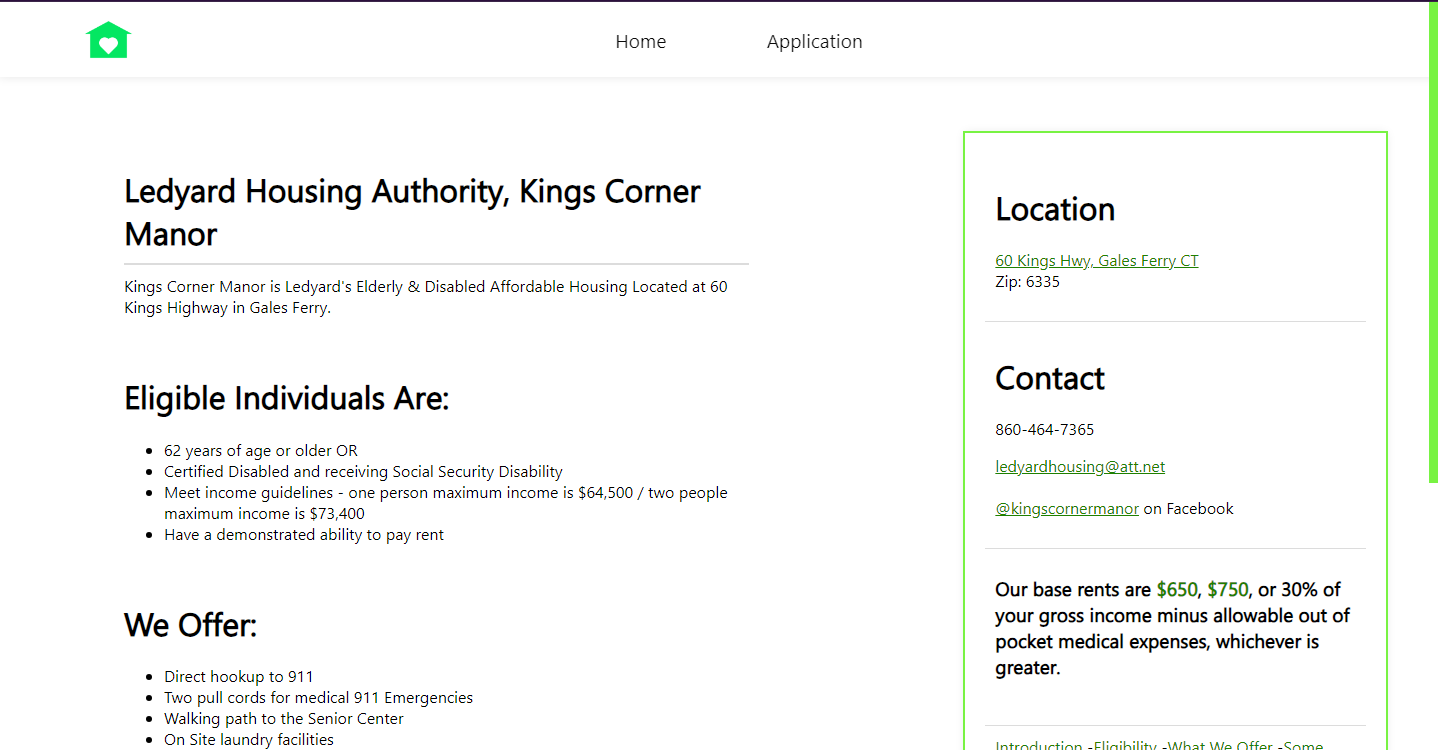 Home
Application
Ledyard Housing Authority, Kings Corner
Manor
Kings Corner Manor is Ledyard's Elderly & Disabled Affordable Housing Located at 60
Kings Highway in Gales Ferry.
Eligible Individuals Are:
62 years of age or older OR
Certified Disabled and receiving Social Security Disability
Meet income guidelines - one person maximum income is $64,500 / two people
maximum income is $73,400
Have a demonstrated ability to pay rent
We Offer:
Direct hookup to 911
Two pull cords for medical 911 Emergencies
Walking path to the Senior Center
On Site laundry facilities
Location
60 Kings Hwy, Gales Ferry CT
Zip: 6335
Contact
860-464-7365
ledyardhousing@att.net
@kingscornermanor on Facebook
Our base rents are $650, $750, or 30% of
your gross income minus allowable out of
pocket medical expenses, whichever is
greater.
Introduction -Eligibility -What We Offer -Some